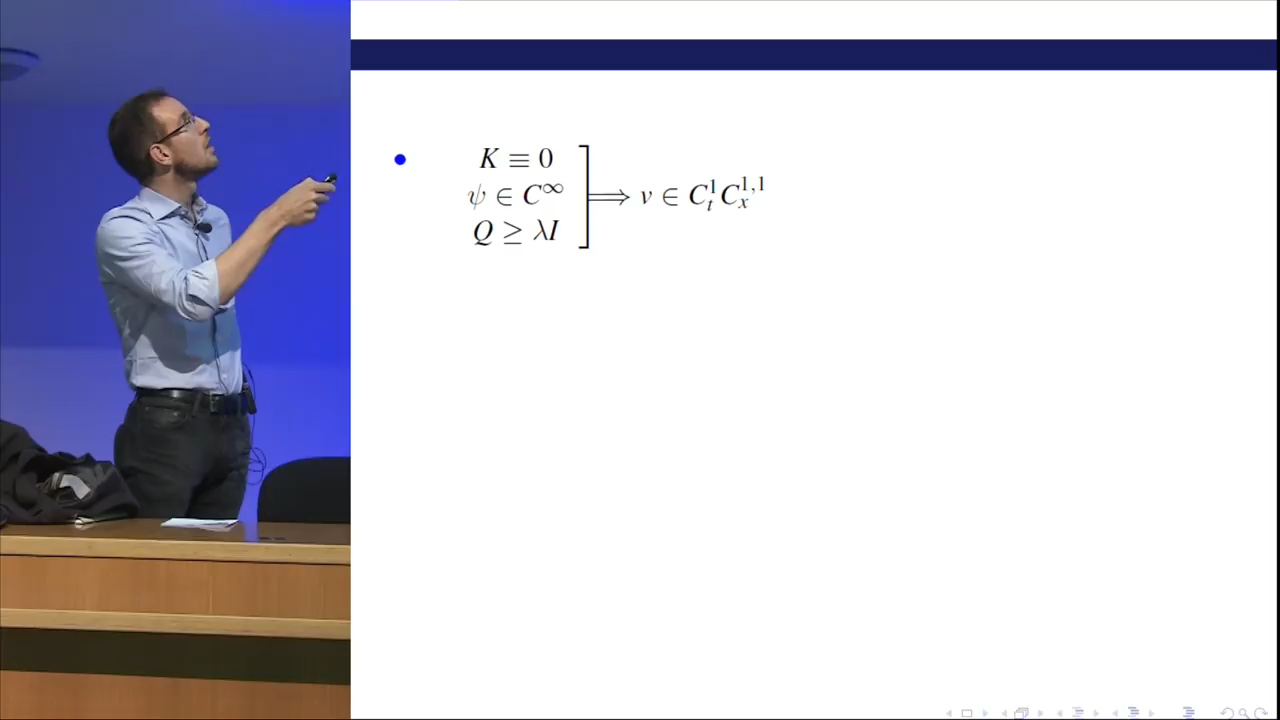 • K ≡ 0
ψ ∈ C^∞ ⟹ v ∈ C_t^1 C_x^{1,1}
Q ≥ λI